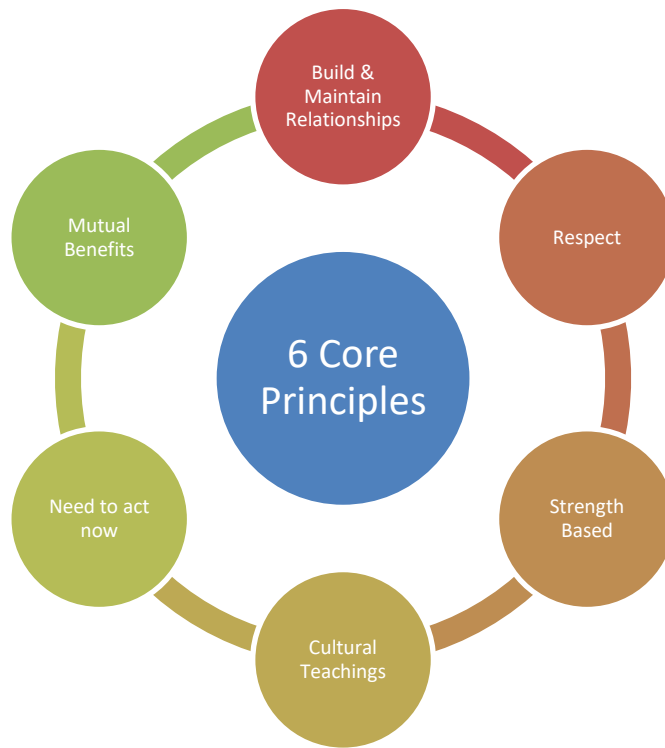 Build &
Maintain
Relationships
Respect
Strength
Based
Cultural
Teachings
Need to act
now
Mutual
Benefits
6 Core
Principles